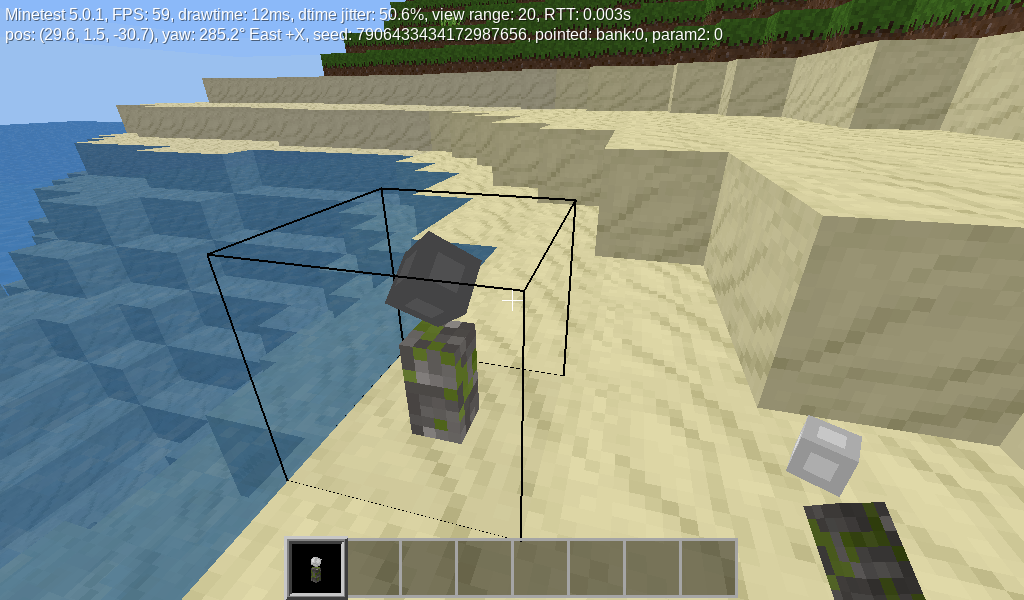 Minetest 5.0.1, FPS: 59, drawtime: 12ms, dtime jitter: 50.6%, view range: 20, RTT: 0.003s
pos: (29.6, 1.5, -30.7), yaw: 285.2° East +X, seed: 7906433434172987656, pointed: bank:0, param2: 0